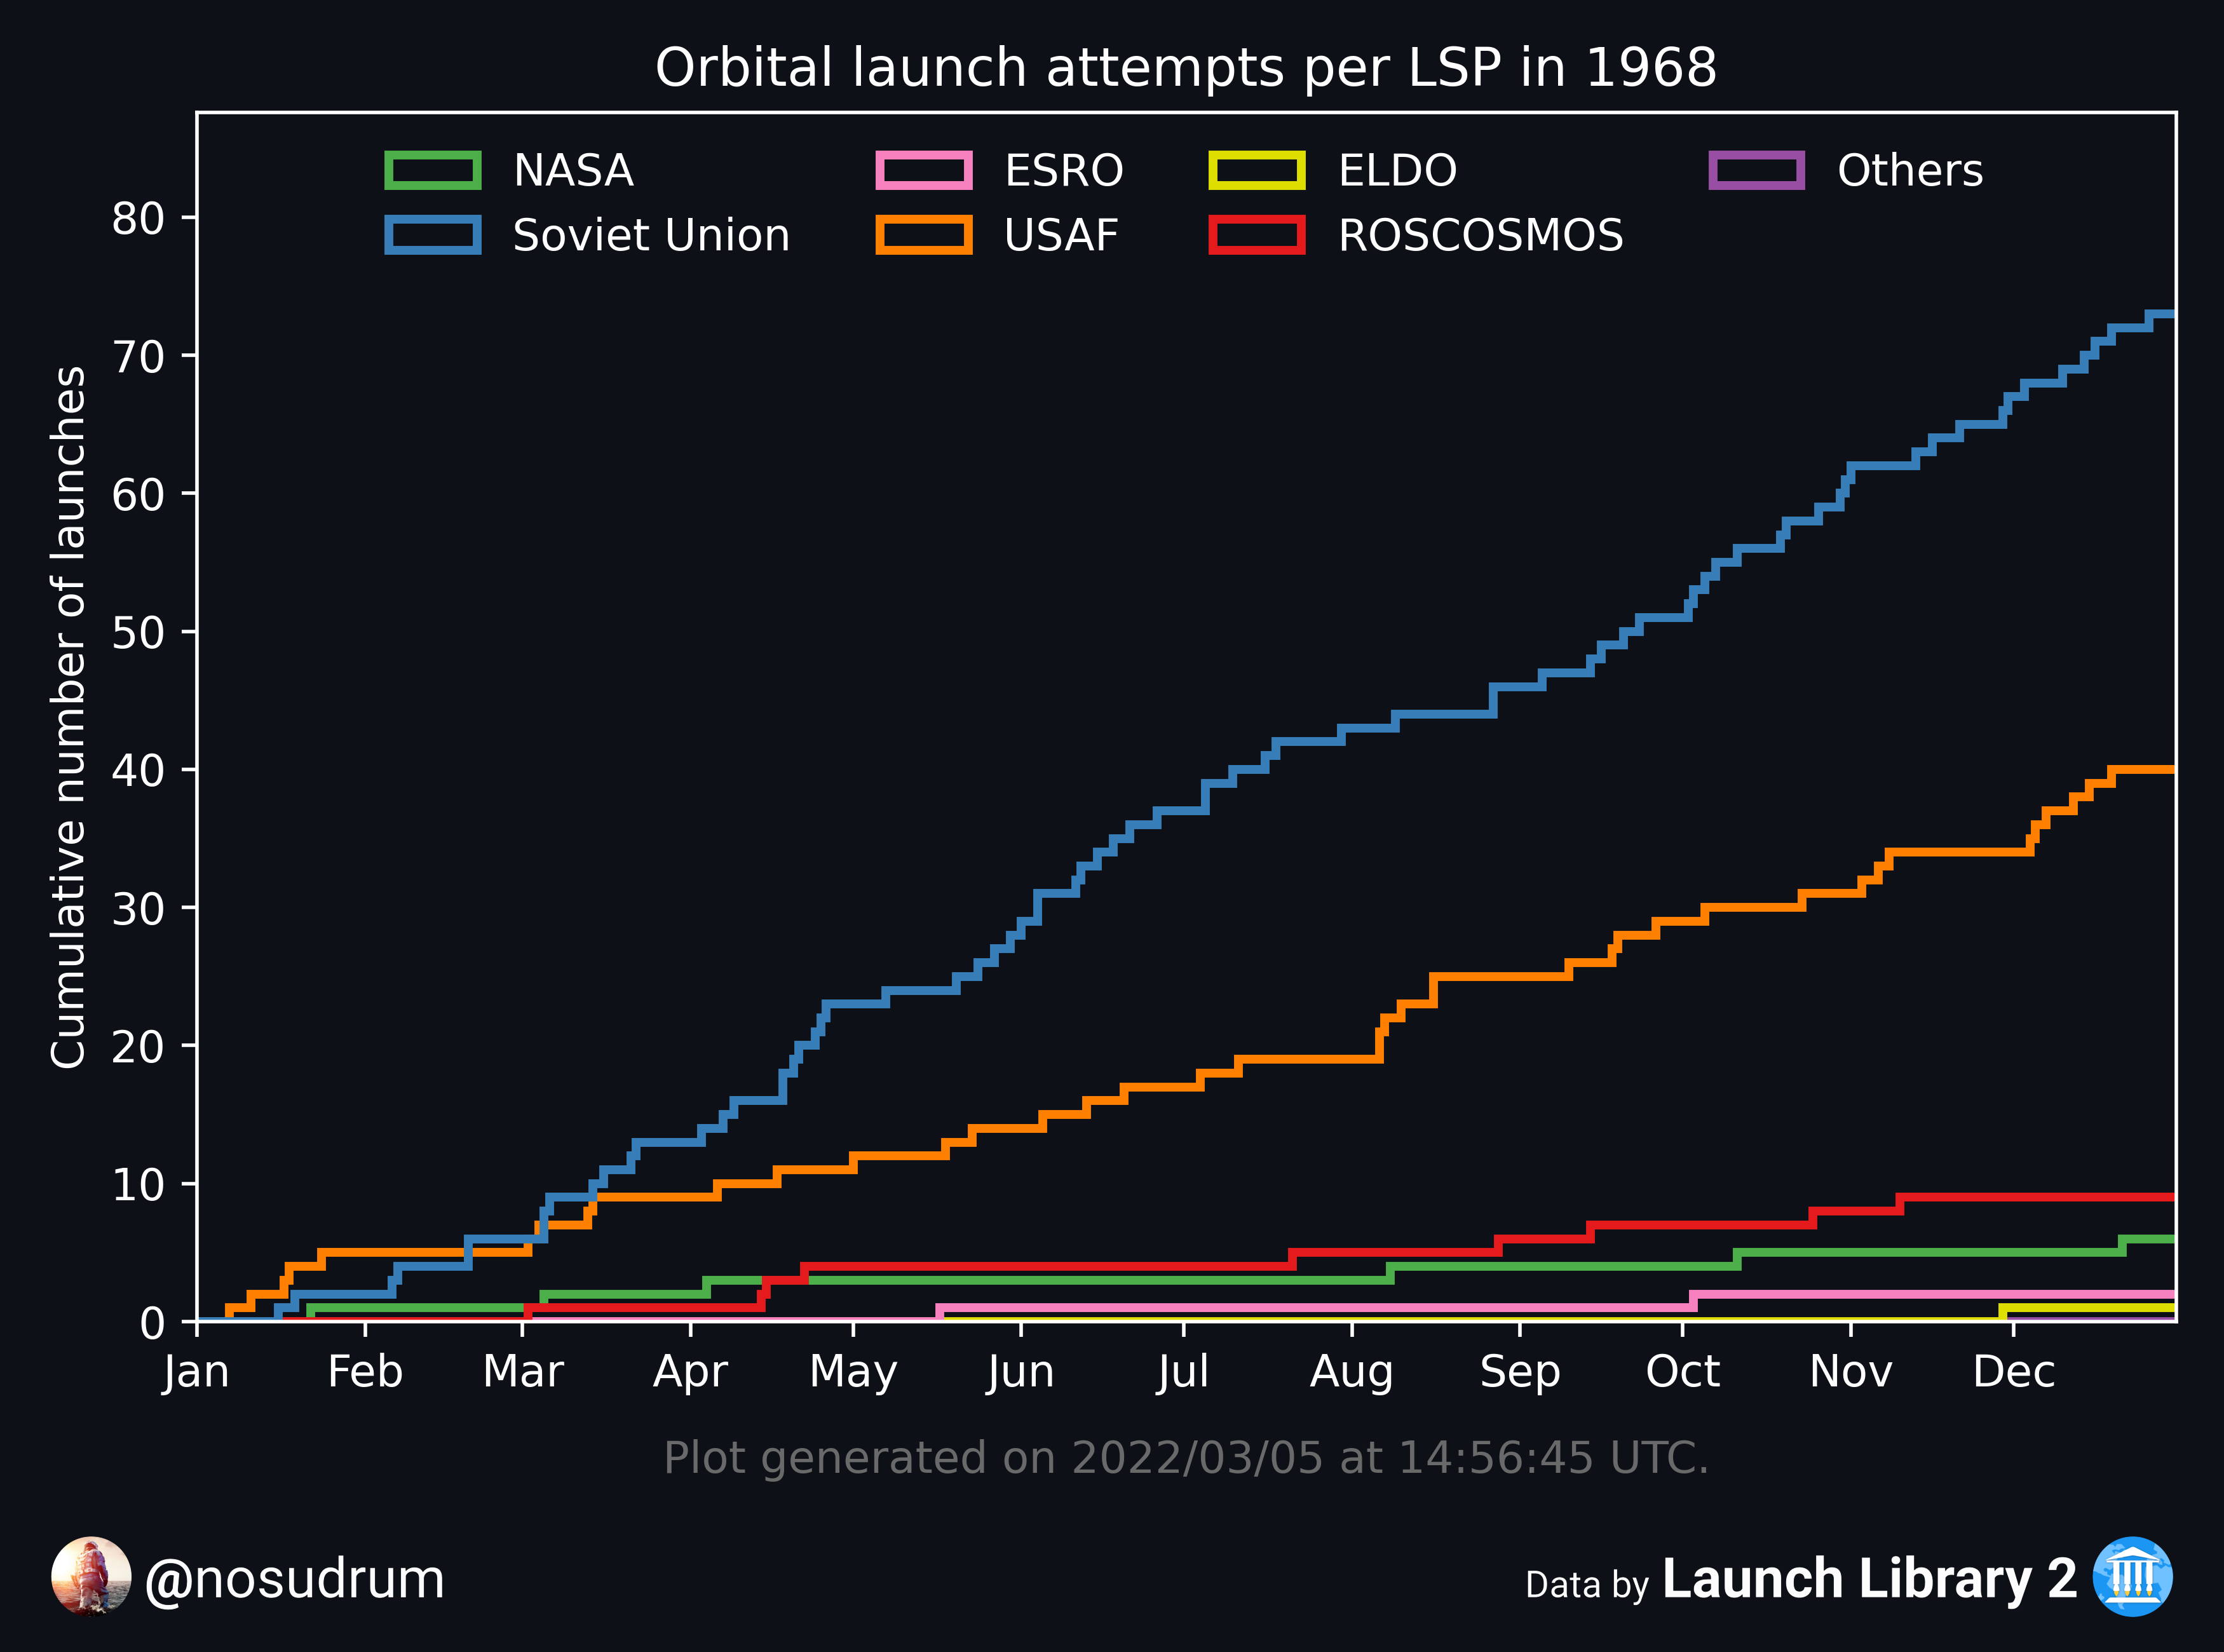 Orbital launch attempts per LSP in 1968
NASA
Soviet Union
ESRO
USAF
ELDO
ROSCOSMOS
Others
Cumulative number of launches
80
70
60
50
40
30
20
10
0
Jan Feb Mar Apr May Jun Jul Aug Sep Oct Nov Dec
Plot generated on 2022/03/05 at 14:56:45 UTC.
@nosudrum
Data by Launch Library 2